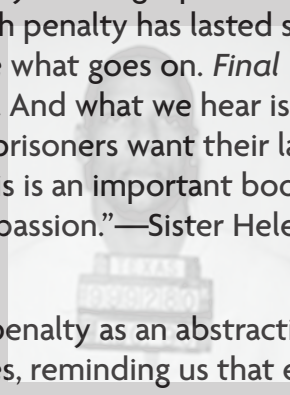 h penalty has lasted s
what goes on. Final
And what we hear is
prisoners want their la
s is an important boo
passion.”—Sister Hele
TEXAS
penalty as an abstracti
es, reminding us that e